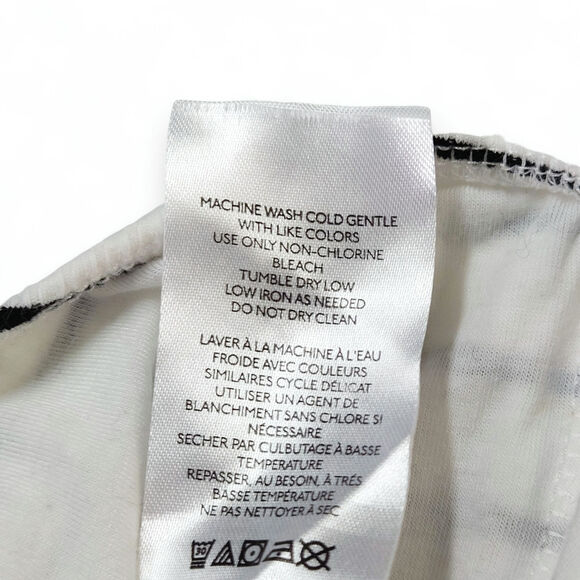 MACHINE WASH COLD GENTLE
WITH LIKE COLORS
USE ONLY NON-CHLORINE
BLEACH
TUMBLE DRY LOW
LOW IRON AS NEEDED
DO NOT DRY CLEAN
LAVER À LA MACHINE À L'EAU
FROIDE AVEC COULEURS
SIMILAIRES CYCLE DÉLICAT
UTILISER UN AGENT DE
BLANCHIMENT SANS CHLORE SI
NÉCESSAIRE
SECHER PAR CULBUTAGE À BASSE
TEMPERATURE
REPASSER, AU BESOIN, À TRÉS
BASSE TEMPÉRATURE
NE PAS NETTOYER À SEC
30